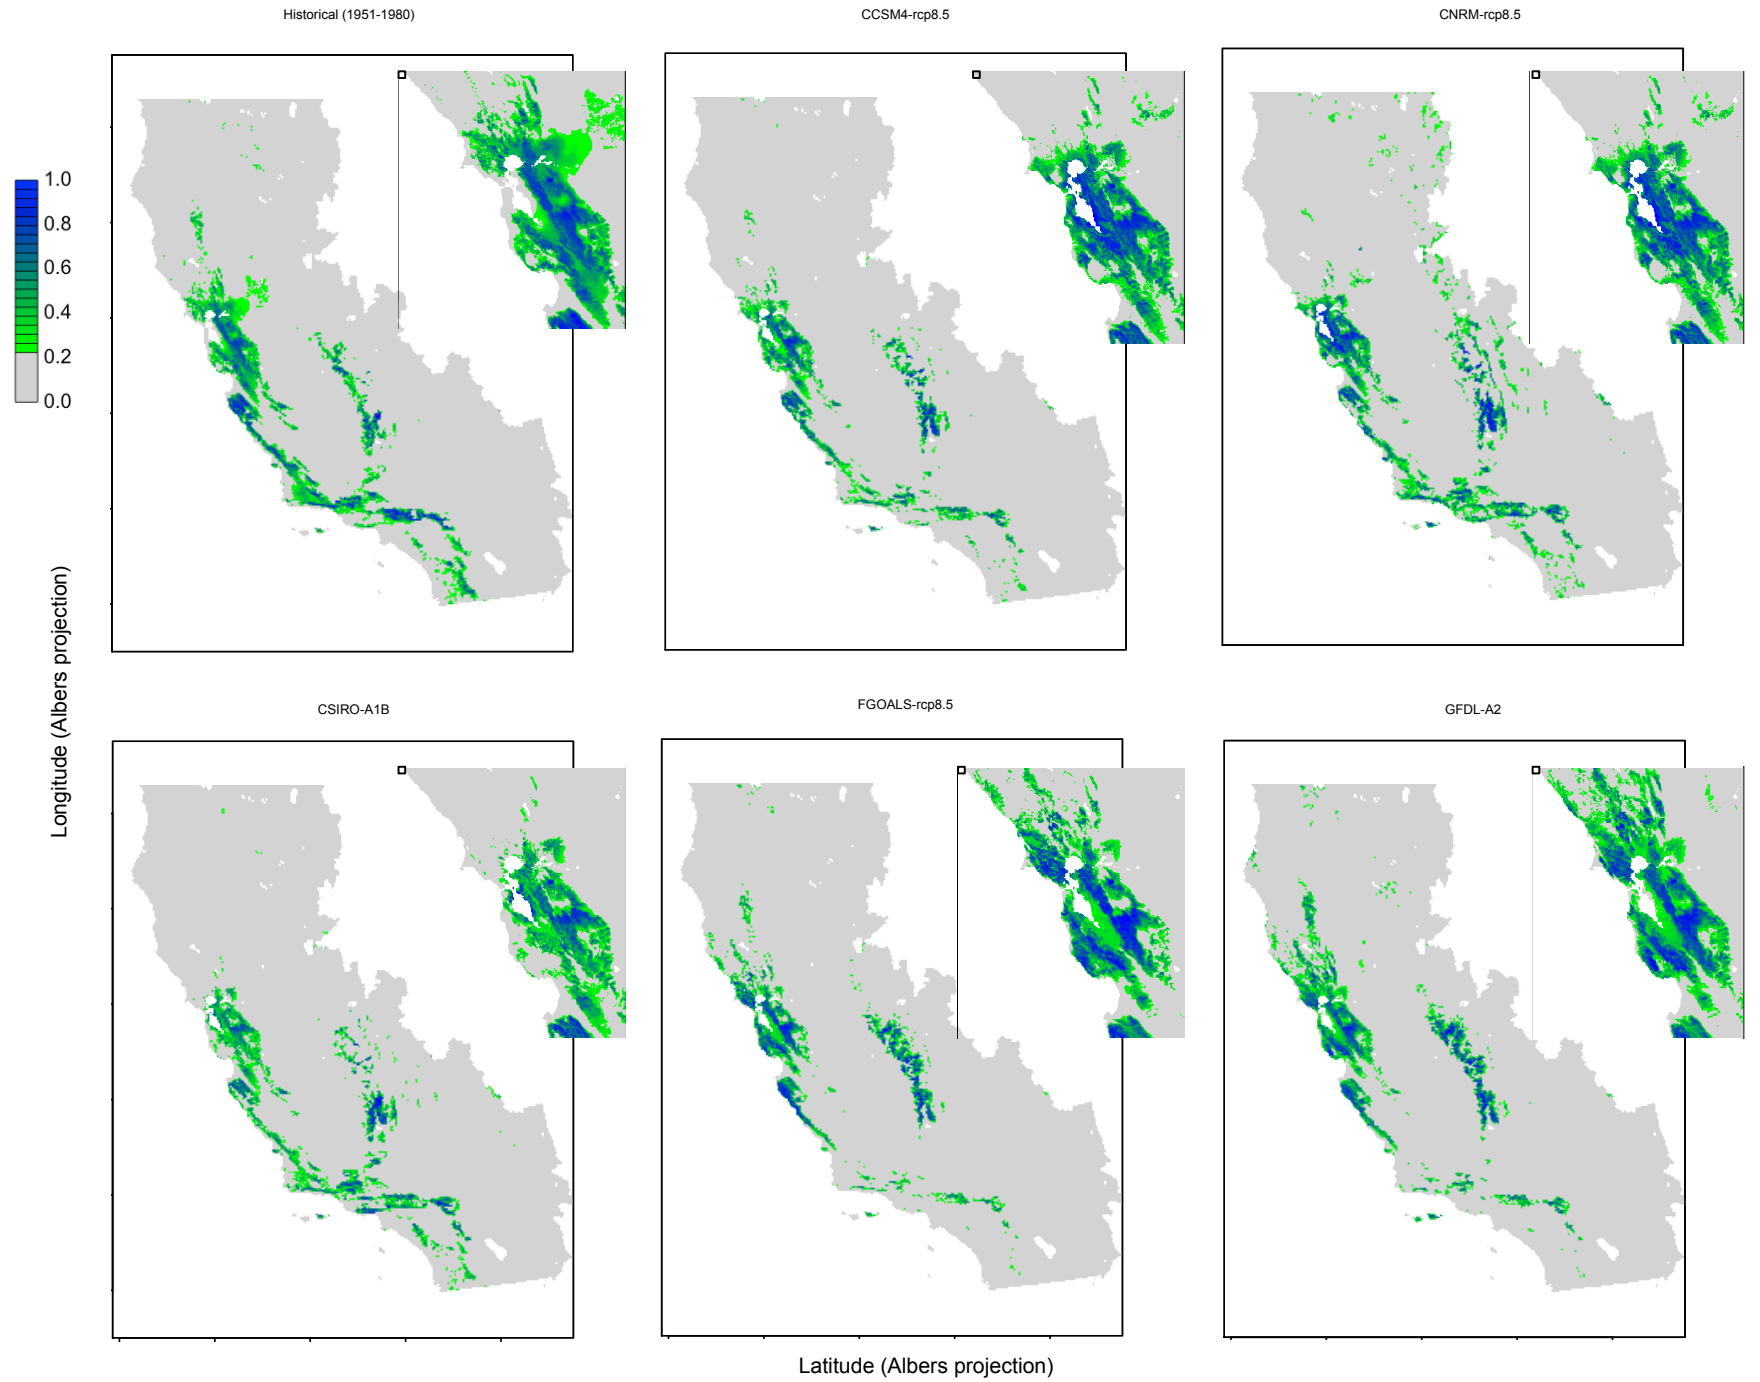 Historical (1951-1980)
CCSM4-rcp8.5
CNRM-rcp8.5
1.0
0.8
0.6
0.4
0.2
0.0
Longitude (Albers projection)
CSIRO-A1B
FGOALS-rcp8.5
GFDL-A2
Latitude (Albers projection)